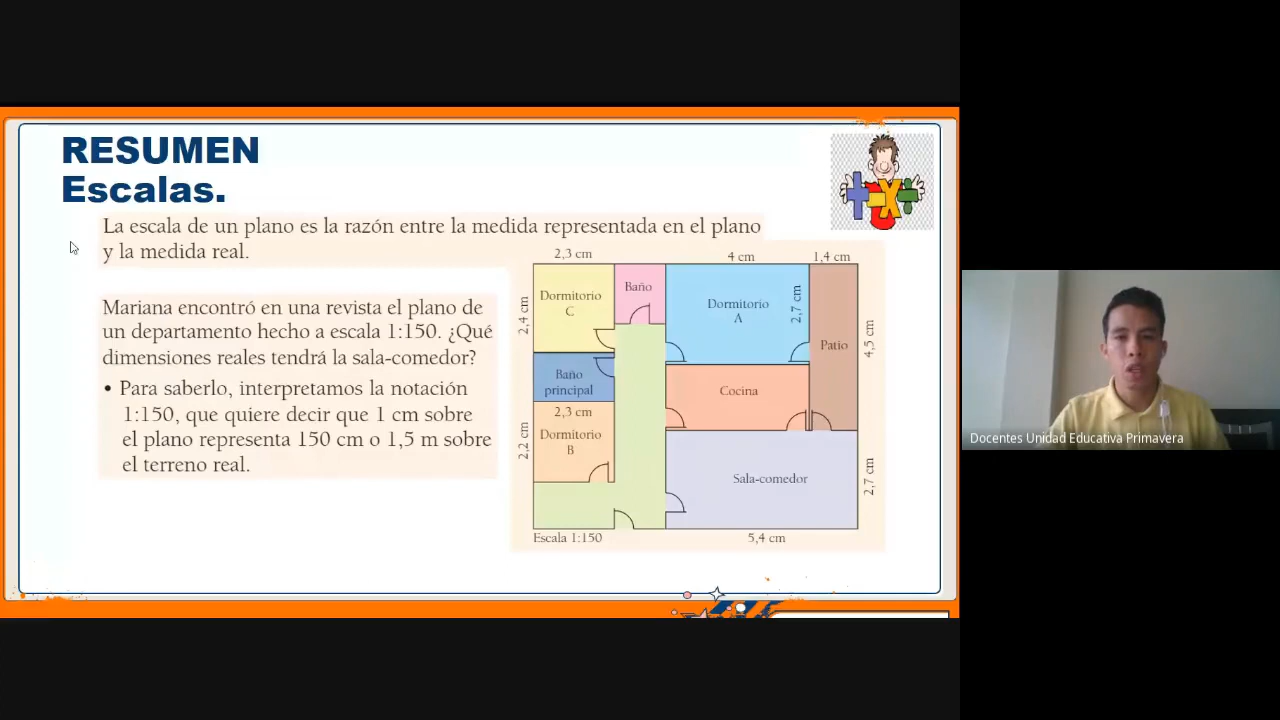 RESUMEN
Escalas.
La escala de un plano es la razón entre la medida representada en el plano
y la medida real.
Mariana encontró en una revista el plano de
un departamento hecho a escala 1:150. ¿Qué
dimensiones reales tendrá la sala-comedor?
• Para saberlo, interpretamos la notación
1:150, que quiere decir que 1 cm sobre
el plano representa 150 cm o 1,5 m sobre
el terreno real.
2,3 cm
4 cm
1,4 cm
Dormitorio
C
Baño
Dormitorio
A
2,4 cm
2,7 cm
4,5 cm
Patio
Baño
principal
Cocina
2,3 cm
Dormitorio
B
2,2 cm
Sala-comedor
2,7 cm
Escala 1:150
5,4 cm
Docentes Unidad Educativa Primavera